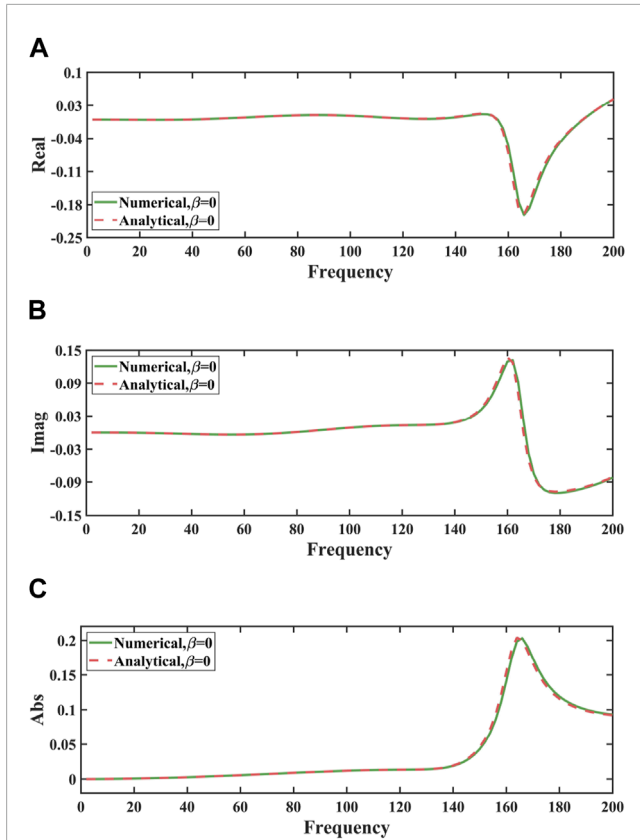 A
0.1
0.03
-0.04
-0.11
-0.18
-0.25
Real
Numerical,β=0
Analytical,β=0
0 20 40 60 80 100 120 140 160 180 200
Frequency
B
0.15
0.09
0.03
-0.03
-0.09
-0.15
Imag
Numerical,β=0
Analytical,β=0
0 20 40 60 80 100 120 140 160 180 200
Frequency
C
0.2
0.15
0.1
0.05
0
Abs
Numerical,β=0
Analytical,β=0
0 20 40 60 80 100 120 140 160 180 200
Frequency